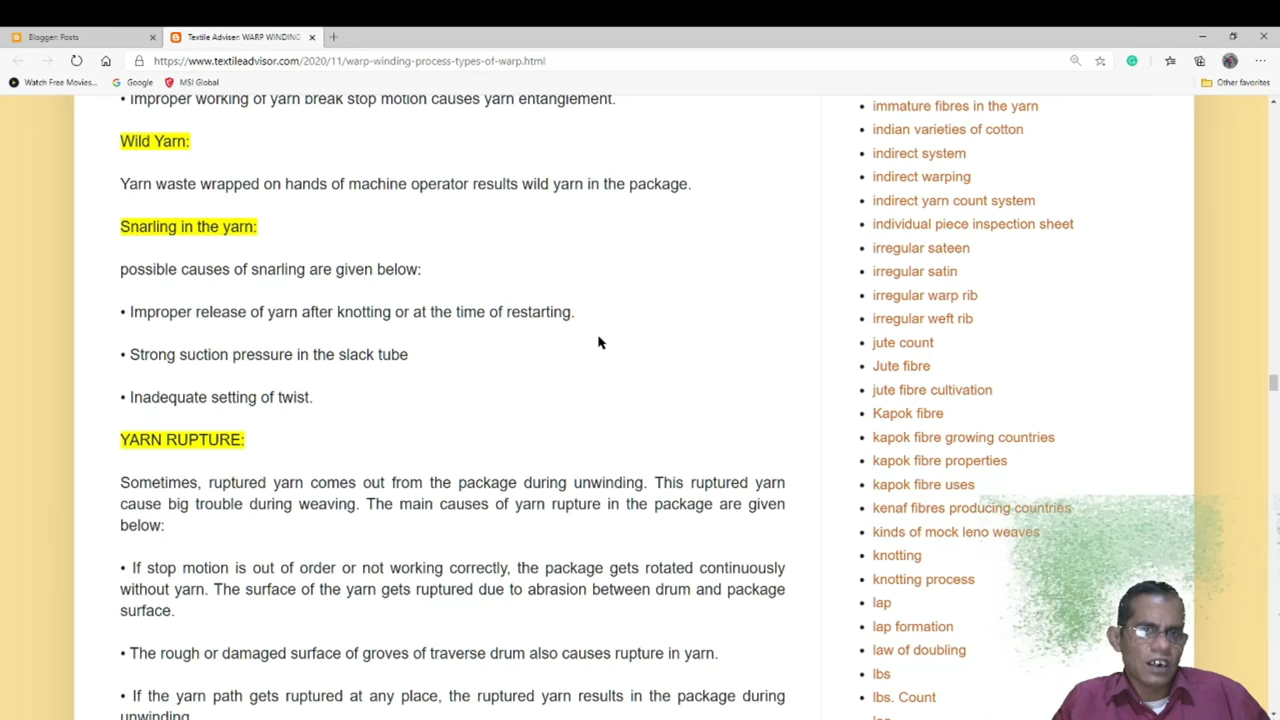 Blogger: Posts
Textile Adviser: WARP WINDING
https://www.textileadvisor.com/2020/11/warp-winding-process-types-of-warp.html
Watch Free Movies...
Google
MSI Global
Other favorites
• Improper working of yarn break stop motion causes yarn entanglement.
Wild Yarn:
Yarn waste wrapped on hands of machine operator results wild yarn in the package.
Snarling in the yarn:
possible causes of snarling are given below:
• Improper release of yarn after knotting or at the time of restarting.
• Strong suction pressure in the slack tube
• Inadequate setting of twist.
YARN RUPTURE:
Sometimes, ruptured yarn comes out from the package during unwinding. This ruptured yarn
cause big trouble during weaving. The main causes of yarn rupture in the package are given
below:
• If stop motion is out of order or not working correctly, the package gets rotated continuously
without yarn. The surface of the yarn gets ruptured due to abrasion between drum and package
surface.
• The rough or damaged surface of groves of traverse drum also causes rupture in yarn.
• If the yarn path gets ruptured at any place, the ruptured yarn results in the package during
unwinding.
• immature fibres in the yarn
• indian varieties of cotton
• indirect system
• indirect warping
• indirect yarn count system
• individual piece inspection sheet
• irregular sateen
• irregular satin
• irregular warp rib
• irregular weft rib
• jute count
• Jute fibre
• jute fibre cultivation
• Kapok fibre
• kapok fibre growing countries
• kapok fibre properties
• kapok fibre uses
• kenaf fibres producing countries
• kinds of mock leno weaves
• knotting
• knotting process
• lap
• lap formation
• law of doubling
• lbs
• lbs. Count